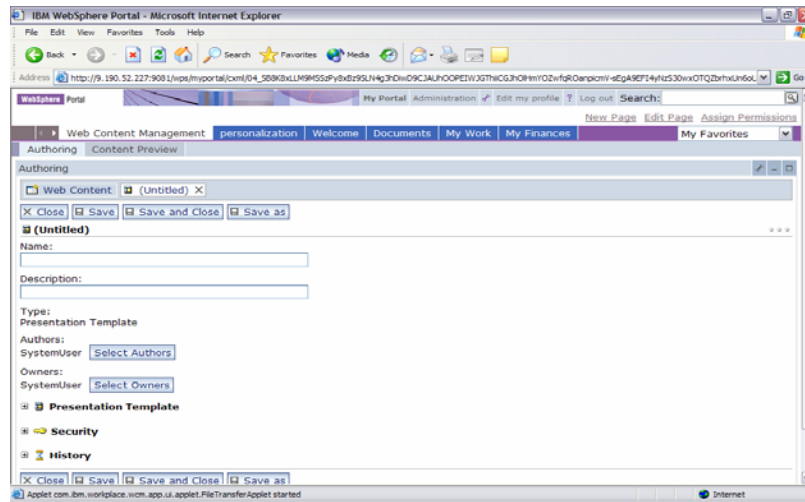 IBM WebSphere Portal - Microsoft Internet Explorer
File Edit View Favorites Tools Help
Back Search Favorites Media
Address Go
WebSphere Portal My Portal Administration Edit my profile ? Log out Search:
New Page Edit Page Assign Permissions
Web Content Management personalization Welcome Documents My Work My Finances My Favorites
Authoring Content Preview
Authoring
Web Content (Untitled) X
X Close Save Save and Close Save as
(Untitled)
Name:
Description:
Type:
Presentation Template
Authors:
SystemUser Select Authors
Owners:
SystemUser Select Owners
Presentation Template
Security
History
X Close Save Save and Close Save as
Applet com.ibm.workplace.wcm.app.ui.applet.FileTransferApplet started Internet